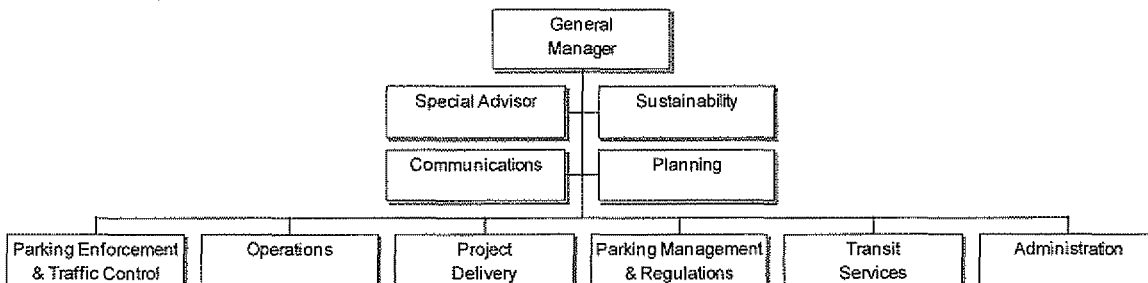 General
Manager
Special Advisor
Sustainability
Communications
Planning
Parking Enforcement
& Traffic Control
Operations
Project
Delivery
Parking Management
& Regulations
Transit
Services
Administration